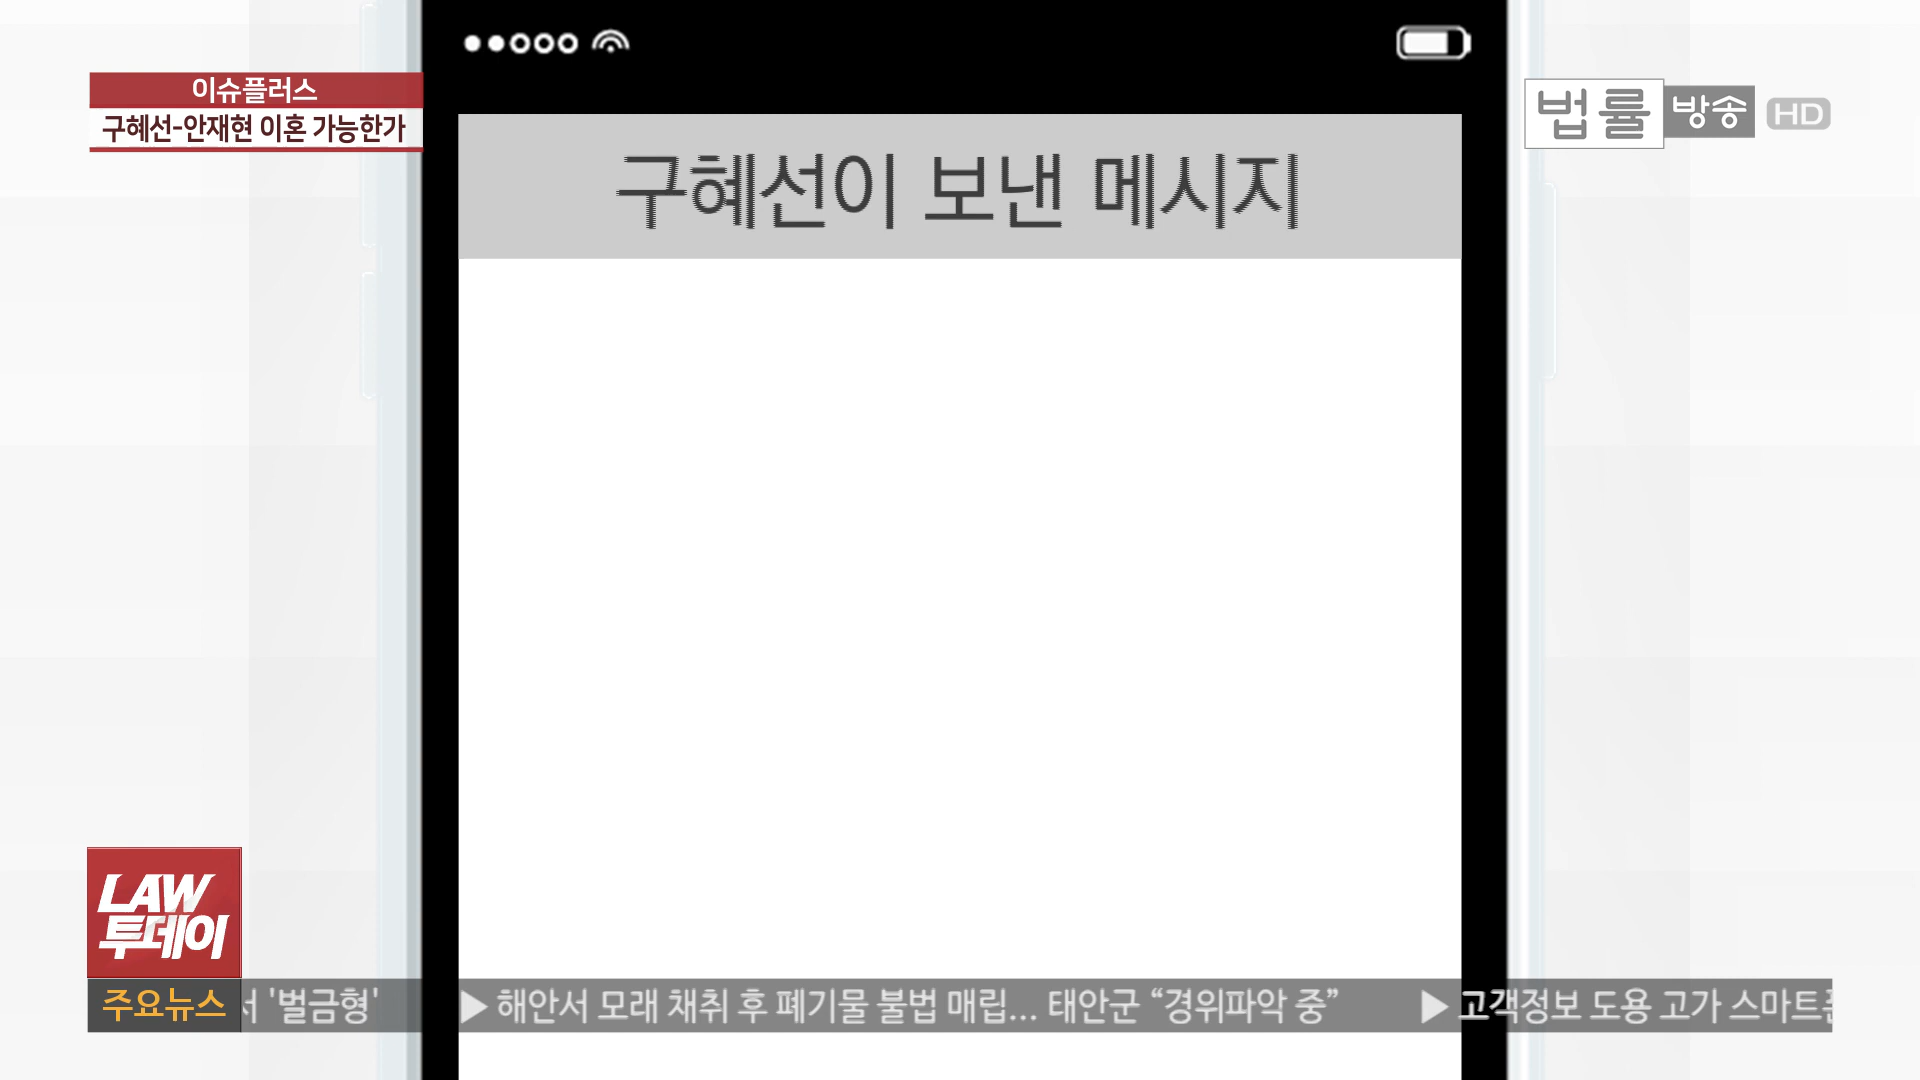 이슈플러스
구혜선-안재현 이혼 가능한가
법률방송 HD
구혜선이 보낸 메시지
LAW
투데이
주요뉴스 '벌금형' ▶해안서 모래 채취 후 폐기물 불법 매립... 태안군 “경위파악 중” ▶고객정보 도용 고가